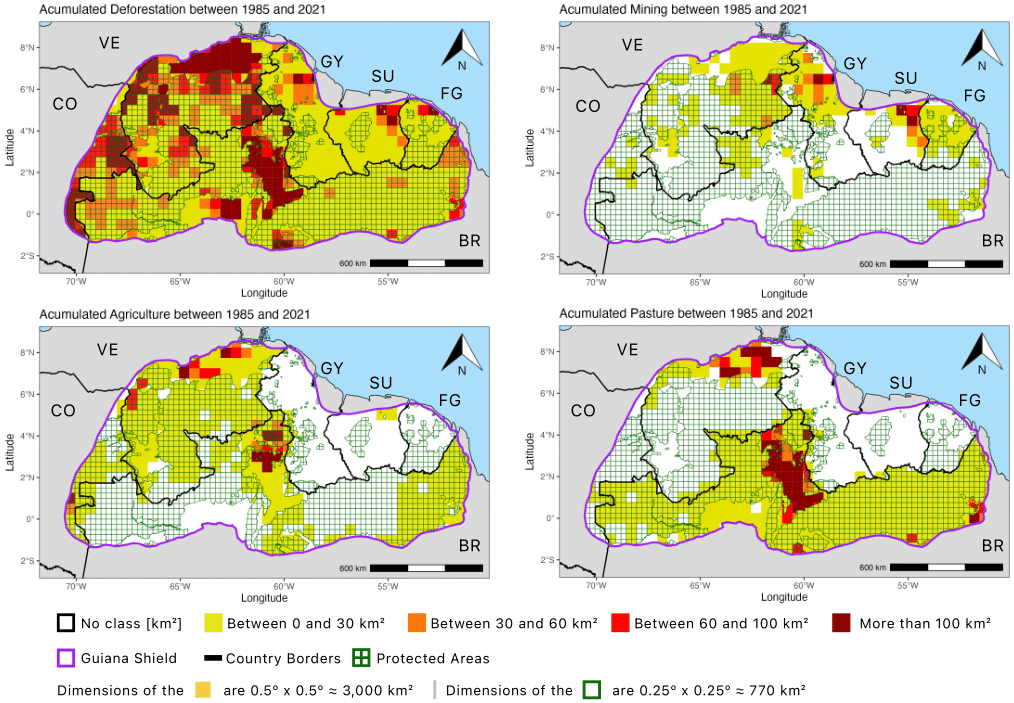 Acumulated Deforestation between 1985 and 2021
VE
CO
GY
SU
FG
BR
N
8°N
6°N
4°N
2°N
0°
2°S
Latitude
600 km
70°W 65°W 60°W 55°W
Longitude
Acumulated Mining between 1985 and 2021
VE
CO
GY
SU
FG
BR
N
8°N
6°N
4°N
2°N
0°
2°S
Latitude
600 km
70°W 65°W 60°W 55°W
Longitude
Acumulated Agriculture between 1985 and 2021
VE
CO
GY
SU
FG
BR
N
8°N
6°N
4°N
2°N
0°
2°S
Latitude
600 km
70°W 65°W 60°W 55°W
Longitude
Acumulated Pasture between 1985 and 2021
VE
CO
GY
SU
FG
BR
N
8°N
6°N
4°N
2°N
0°
2°S
Latitude
600 km
70°W 65°W 60°W 55°W
Longitude
No class [km²] Between 0 and 30 km² Between 30 and 60 km² Between 60 and 100 km² More than 100 km²
Guiana Shield Country Borders Protected Areas
Dimensions of the are 0.5° x 0.5° ≈ 3,000 km² Dimensions of the are 0.25° x 0.25° ≈ 770 km²